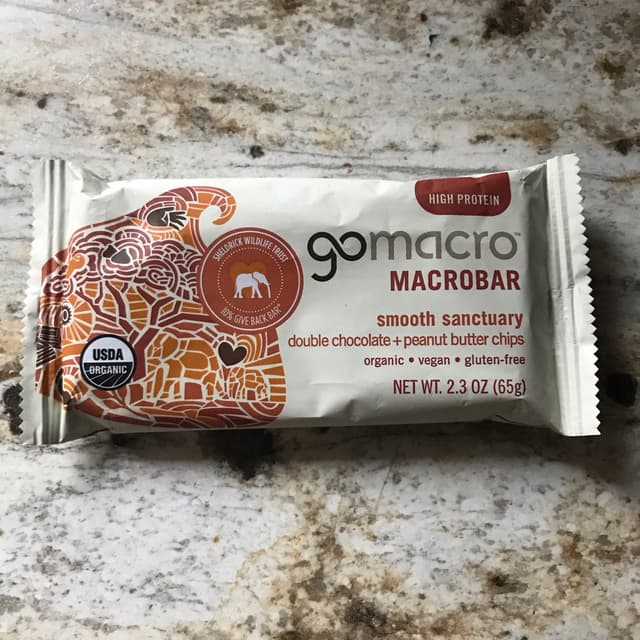 HIGH PROTEIN
gomacro™
MACROBAR
smooth sanctuary
double chocolate + peanut butter chips
organic • vegan • gluten-free
NET WT. 2.3 OZ (65g)
SHELDRICK WILDLIFE TRUST
10% GIVE BACK BAR*
USDA
ORGANIC